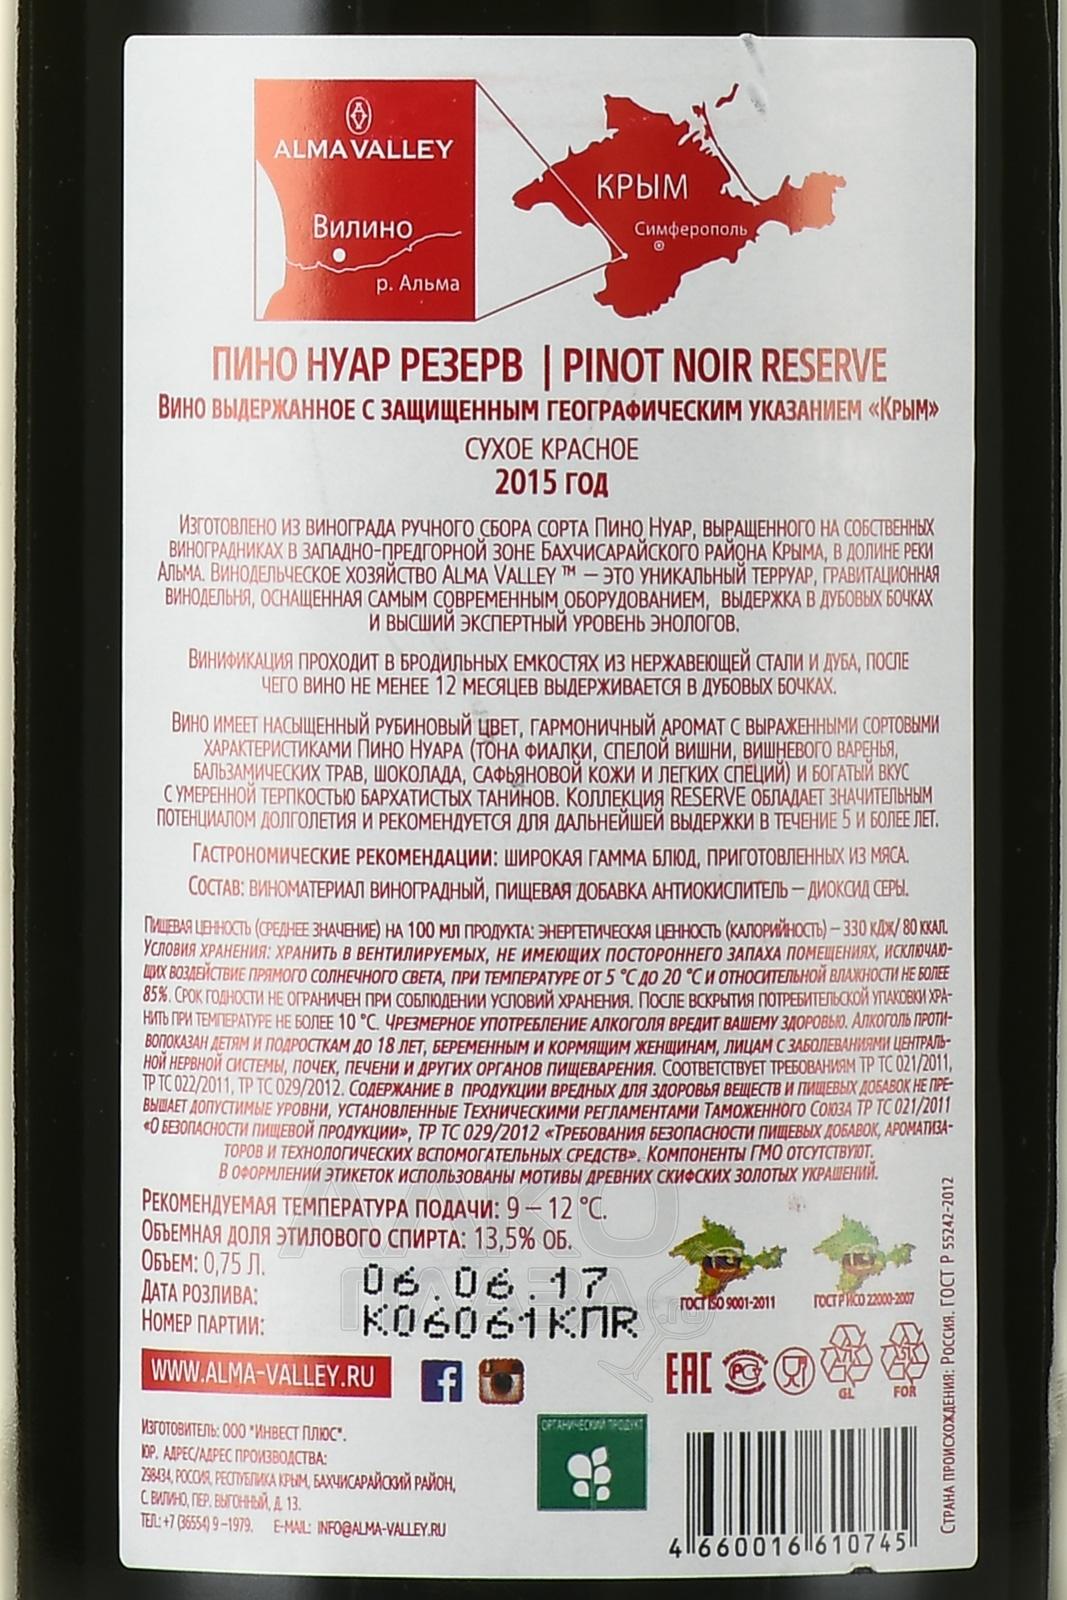 ALMA VALLEY
Вилино
р. Альма
КРЫМ
Симферополь
ПИНО НУАР РЕЗЕРВ | PINOT NOIR RESERVE
Вино выдержанное с защищенным географическим указанием «Крым»
СУХОЕ КРАСНОЕ
2015 год
Изготовлено из винограда ручного сбора сорта Пино Нуар, выращенного на собственных
виноградниках в западно-предгорной зоне Бахчисарайского района Крыма, в долине реки
Альма. Винодельческое хозяйство Alma Valley ™ — это уникальный терруар, гравитационная
винодельня, оснащенная самым современным оборудованием, выдержка в дубовых бочках
и высший экспертный уровень энологов.
Винификация проходит в бродильных емкостях из нержавеющей стали и дуба, после
чего вино не менее 12 месяцев выдерживается в дубовых бочках.
Вино имеет насыщенный рубиновый цвет, гармоничный аромат с выраженными сортовыми
характеристиками Пино Нуара (тона фиалки, спелой вишни, вишневого варенья,
бальзамических трав, шоколада, сафьяновой кожи и легких специй) и богатый вкус
с умеренной терпкостью бархатистых танинов. Коллекция RESERVE обладает значительным
потенциалом долголетия и рекомендуется для дальнейшей выдержки в течение 5 и более лет.
Гастрономические рекомендации: широкая гамма блюд, приготовленных из мяса.
Состав: виноматериал виноградный, пищевая добавка антиокислитель – диоксид серы.
Пищевая ценность (среднее значение) на 100 мл продукта: энергетическая ценность (калорийность) – 330 кДж/ 80 ккал.
Условия хранения: хранить в вентилируемых, не имеющих постороннего запаха помещениях, исключаю-
щих воздействие прямого солнечного света, при температуре от 5 °С до 20 °С и относительной влажности не более
85%. Срок годности не ограничен при соблюдении условий хранения. После вскрытия потребительской упаковки хра-
нить при температуре не более 10 °С. Чрезмерное употребление алкоголя вредит вашему здоровью. Алкоголь проти-
вопоказан детям и подросткам до 18 лет, беременным и кормящим женщинам, лицам с заболеваниями централь-
ной нервной системы, почек, печени и других органов пищеварения. Соответствует требованиям ТР ТС 021/2011,
ТР ТС 022/2011, ТР ТС 029/2012. Содержание в продукции вредных для здоровья веществ и пищевых добавок не пре-
вышает допустимые уровни, установленные Техническими регламентами Таможенного Союза ТР ТС 021/2011
«О безопасности пищевой продукции», ТР ТС 029/2012 «Требования безопасности пищевых добавок, ароматиза-
торов и технологических вспомогательных средств». Компоненты ГМО отсутствуют.
В оформлении этикеток использованы мотивы древних скифских золотых украшений.
Рекомендуемая температура подачи: 9 – 12 °С.
Объемная доля этилового спирта: 13,5% об.
Объем: 0,75 л.
Дата розлива: 06.06.17
Номер партии: К06061КПR
ГОСТ ISO 9001-2011
ГОСТ Р ИСО 22000-2007
WWW.ALMA-VALLEY.RU
EAC
GL
FOR
Изготовитель: ООО "Инвест Плюс".
Юр. адрес/адрес производства:
298434, Россия, Республика Крым, Бахчисарайский район,
с. Вилино, пер. Выгонный, д. 13.
Тел.: +7 (36554) 9 –1979. E-mail: info@alma-valley.ru
ОРГАНИЧЕСКИЙ ПРОДУКТ
4 660016 610745
Страна происхождения: Россия. ГОСТ Р 55242-2012